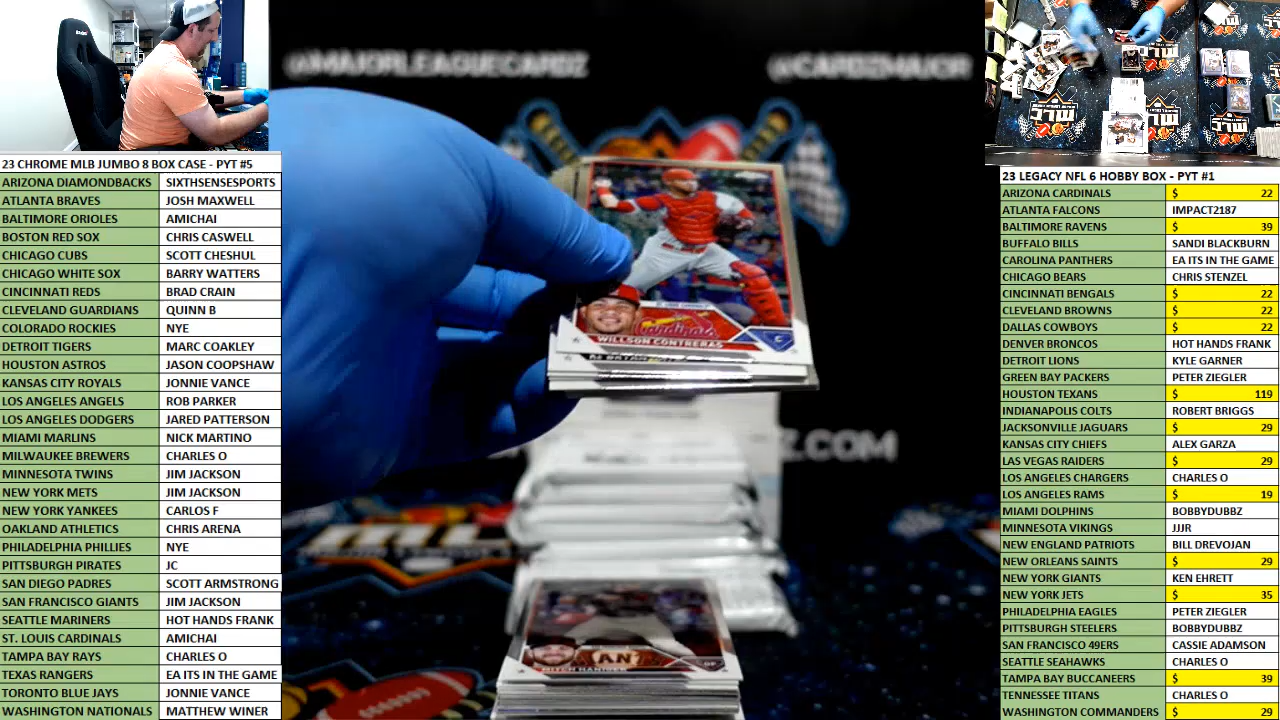 23 CHROME MLB JUMBO 8 BOX CASE - PYT #5
ARIZONA DIAMONDBACKS SIXTHSENSESPORTS
ATLANTA BRAVES JOSH MAXWELL
BALTIMORE ORIOLES AMICHAI
BOSTON RED SOX CHRIS CASWELL
CHICAGO CUBS SCOTT CHESHUL
CHICAGO WHITE SOX BARRY WATTERS
CINCINNATI REDS BRAD CRAIN
CLEVELAND GUARDIANS QUINN B
COLORADO ROCKIES NYE
DETROIT TIGERS MARC COAKLEY
HOUSTON ASTROS JASON COOPSHAW
KANSAS CITY ROYALS JONNIE VANCE
LOS ANGELES ANGELS ROB PARKER
LOS ANGELES DODGERS JARED PATTERSON
MIAMI MARLINS NICK MARTINO
MILWAUKEE BREWERS CHARLES O
MINNESOTA TWINS JIM JACKSON
NEW YORK METS JIM JACKSON
NEW YORK YANKEES CARLOS F
OAKLAND ATHLETICS CHRIS ARENA
PHILADELPHIA PHILLIES NYE
PITTSBURGH PIRATES JC
SAN DIEGO PADRES SCOTT ARMSTRONG
SAN FRANCISCO GIANTS JIM JACKSON
SEATTLE MARINERS HOT HANDS FRANK
ST. LOUIS CARDINALS AMICHAI
TAMPA BAY RAYS CHARLES O
TEXAS RANGERS EA ITS IN THE GAME
TORONTO BLUE JAYS JONNIE VANCE
WASHINGTON NATIONALS MATTHEW WINER
@MAJORLEAGUECARDZ
@CARDZMAJOR
Cardinals
WILLSON CONTRERAS
C
Z.COM
MITCH HANIGER
OF
23 LEGACY NFL 6 HOBBY BOX - PYT #1
ARIZONA CARDINALS $ 22
ATLANTA FALCONS IMPACT2187
BALTIMORE RAVENS $ 39
BUFFALO BILLS SANDI BLACKBURN
CAROLINA PANTHERS EA ITS IN THE GAME
CHICAGO BEARS CHRIS STENZEL
CINCINNATI BENGALS $ 22
CLEVELAND BROWNS $ 22
DALLAS COWBOYS $ 22
DENVER BRONCOS HOT HANDS FRANK
DETROIT LIONS KYLE GARNER
GREEN BAY PACKERS PETER ZIEGLER
HOUSTON TEXANS $ 119
INDIANAPOLIS COLTS ROBERT BRIGGS
JACKSONVILLE JAGUARS $ 29
KANSAS CITY CHIEFS ALEX GARZA
LAS VEGAS RAIDERS $ 29
LOS ANGELES CHARGERS CHARLES O
LOS ANGELES RAMS $ 19
MIAMI DOLPHINS BOBBYDUBBZ
MINNESOTA VIKINGS JJJR
NEW ENGLAND PATRIOTS BILL DREVOJAN
NEW ORLEANS SAINTS $ 29
NEW YORK GIANTS KEN EHRETT
NEW YORK JETS $ 35
PHILADELPHIA EAGLES PETER ZIEGLER
PITTSBURGH STEELERS BOBBYDUBBZ
SAN FRANCISCO 49ERS CASSIE ADAMSON
SEATTLE SEAHAWKS CHARLES O
TAMPA BAY BUCCANEERS $ 39
TENNESSEE TITANS CHARLES O
WASHINGTON COMMANDERS $ 29